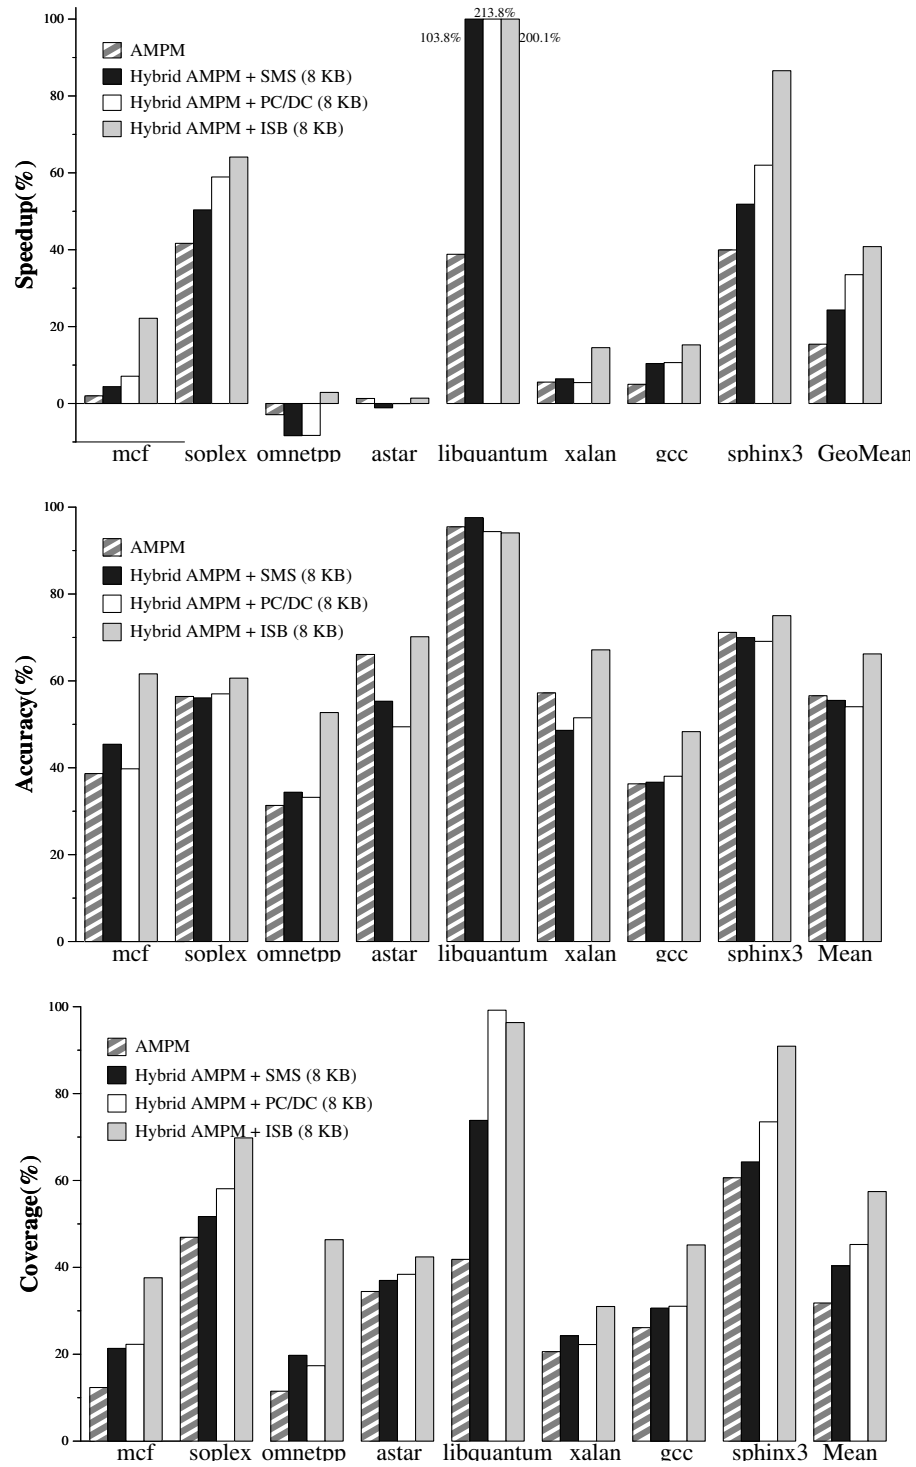 213.8%
100
103.8%
200.1%
AMPM
Hybrid AMPM + SMS (8 KB)
80
Hybrid AMPM + PC/DC (8 KB)
Hybrid AMPM + ISB (8 KB)
60
Speedup(%)
40
20
0
mcf soplex omnetpp astar libquantum xalan gcc sphinx3 GeoMean
100
AMPM
Hybrid AMPM + SMS (8 KB)
80
Hybrid AMPM + PC/DC (8 KB)
Hybrid AMPM + ISB (8 KB)
60
Accuracy(%)
40
20
0
mcf soplex omnetpp astar libquantum xalan gcc sphinx3 Mean
100
AMPM
Hybrid AMPM + SMS (8 KB)
80
Hybrid AMPM + PC/DC (8 KB)
Hybrid AMPM + ISB (8 KB)
60
Coverage(%)
40
20
0
mcf soplex omnetpp astar libquantum xalan gcc sphinx3 Mean